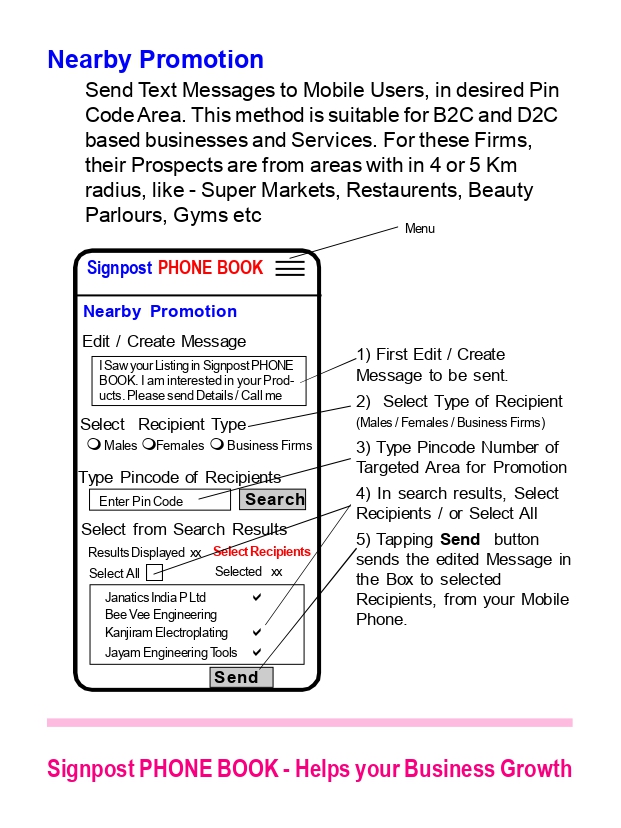 Nearby Promotion
Send Text Messages to Mobile Users, in desired Pin
Code Area. This method is suitable for B2C and D2C
based businesses and Services. For these Firms,
their Prospects are from areas with in 4 or 5 Km
radius, like - Super Markets, Restaurents, Beauty
Parlours, Gyms etc
Menu
Signpost PHONE BOOK
Nearby Promotion
Edit / Create Message
I Saw your Listing in Signpost PHONE
BOOK. I am interested in your Prod-
ucts. Please send Details / Call me
Select Recipient Type
Males Females Business Firms
Type Pincode of Recipients
Enter Pin Code Search
Select from Search Results
Results Displayed xx Select Recipients
Select All Selected xx
Janatics India P Ltd
Bee Vee Engineering
Kanjiram Electroplating
Jayam Engineering Tools
Send
1) First Edit / Create
Message to be sent.
2) Select Type of Recipient
(Males / Females / Business Firms)
3) Type Pincode Number of
Targeted Area for Promotion
4) In search results, Select
Recipients / or Select All
5) Tapping Send button
sends the edited Message in
the Box to selected
Recipients, from your Mobile
Phone.
Signpost PHONE BOOK - Helps your Business Growth